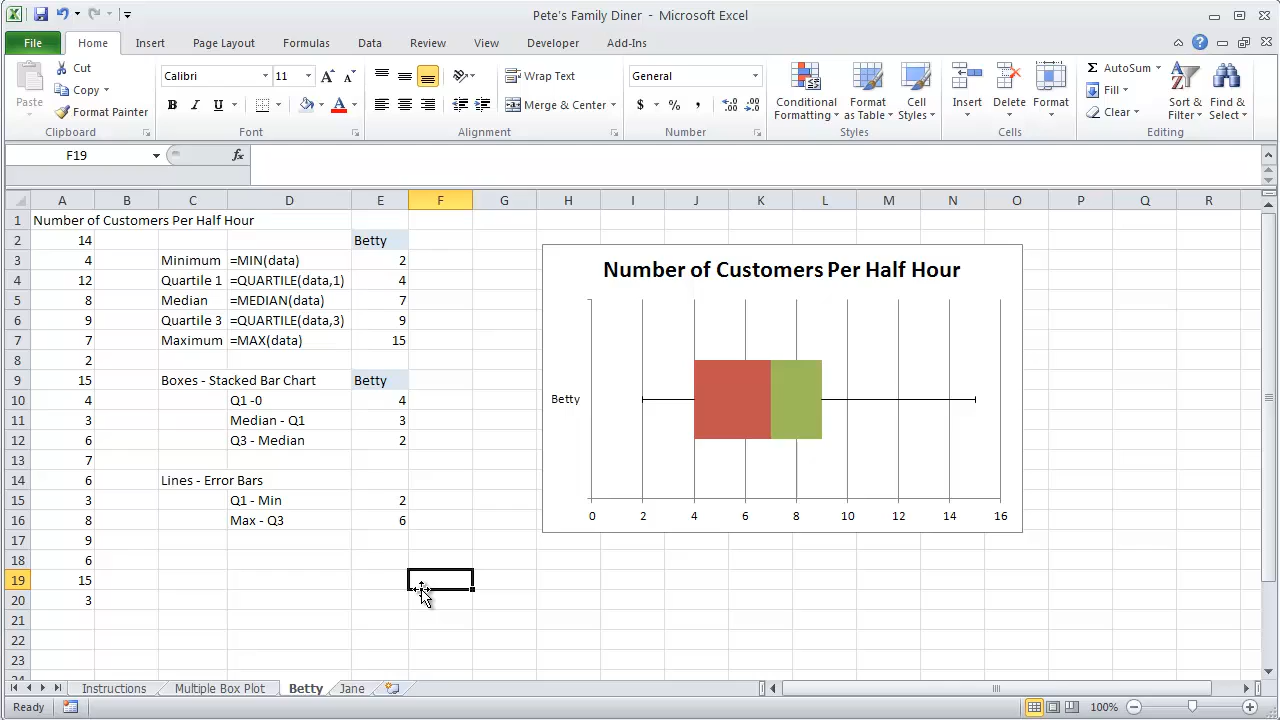 Pete's Family Diner - Microsoft Excel
File Home Insert Page Layout Formulas Data Review View Developer Add-Ins
Paste
Cut
Copy
Format Painter
Clipboard
Calibri 11
B I U A
Font
Wrap Text
Merge & Center
Alignment
General
$ % ,
Number
Conditional Formatting
Format as Table
Cell Styles
Styles
Insert Delete Format
Cells
AutoSum
Fill
Clear
Sort & Filter
Find & Select
Editing
F19 fx
A B C D E F G H I J K L M N O P Q R
1 Number of Customers Per Half Hour
2 14 Betty
3 4 Minimum =MIN(data) 2
4 12 Quartile 1 =QUARTILE(data,1) 4
5 8 Median =MEDIAN(data) 7
6 9 Quartile 3 =QUARTILE(data,3) 9
7 7 Maximum =MAX(data) 15
8 2
9 15 Boxes - Stacked Bar Chart Betty
10 4 Q1 -0 4
11 3 Median - Q1 3
12 6 Q3 - Median 2
13 7
14 6 Lines - Error Bars
15 3 Q1 - Min 2
16 8 Max - Q3 6
17 9
18 6
19 15
20 3
21
22
23
Number of Customers Per Half Hour
Betty
0 2 4 6 8 10 12 14 16
Instructions Multiple Box Plot Betty Jane
Ready 100%